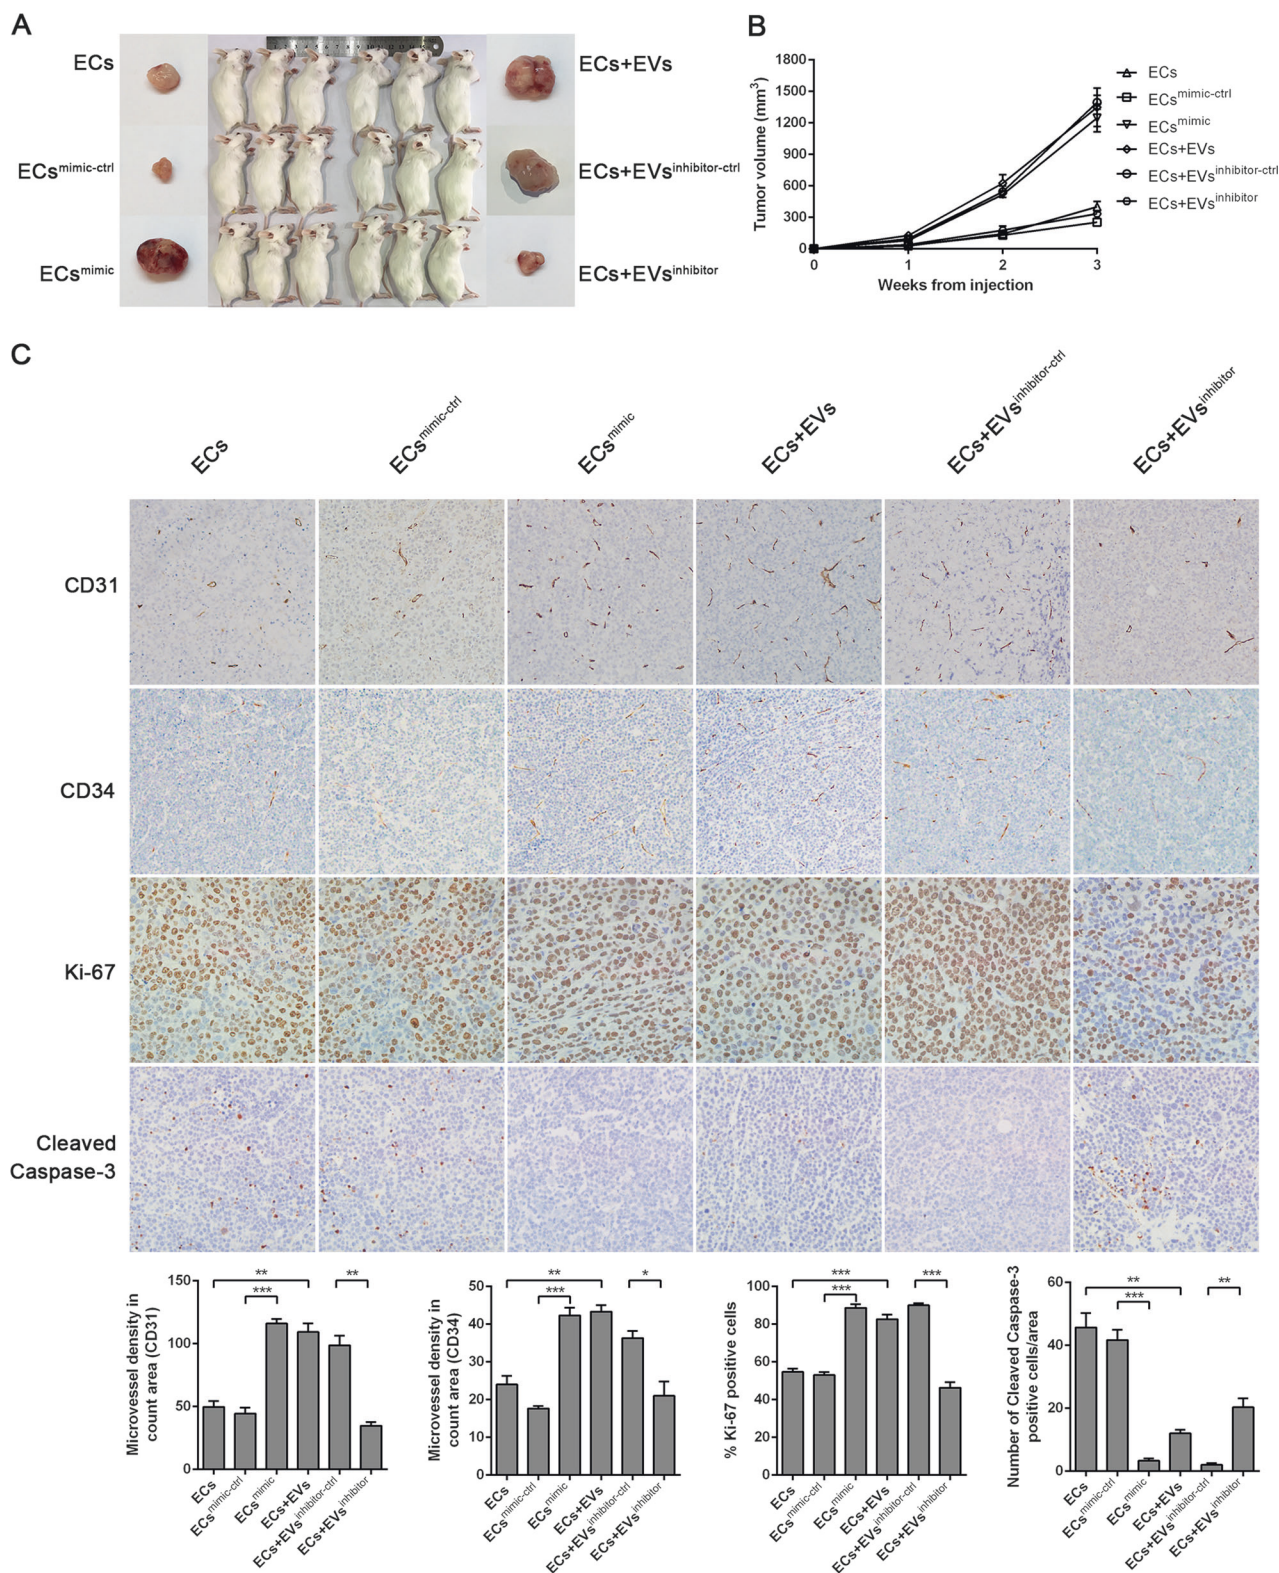 A
ECs
ECs+EVs
ECsmimic-ctrl
ECs+EVsinhibitor-ctrl
ECsmimic
ECs+EVsinhibitor
B
Tumor volume (mm3)
1800
1500
1200
900
600
300
0
0
1
2
3
Weeks from injection
ECs
ECsmimic-ctrl
ECsmimic
ECs+EVs
ECs+EVsinhibitor-ctrl
ECs+EVsinhibitor
C
ECs
ECsmimic-ctrl
ECsmimic
ECs+EVs
ECs+EVsinhibitor-ctrl
ECs+EVsinhibitor
CD31
CD34
Ki-67
Cleaved
Caspase-3
Microvessel density in
count area (CD31)
150
100
50
0
**
***
**
ECs
ECsmimic-ctrl
ECsmimic
ECs+EVs
ECs+EVsinhibitor-ctrl
ECs+EVsinhibitor
Microvessel density in
count area (CD34)
50
40
30
20
10
0
**
***
*
ECs
ECsmimic-ctrl
ECsmimic
ECs+EVs
ECs+EVsinhibitor-ctrl
ECs+EVsinhibitor
% Ki-67 positive cells
100
80
60
40
20
0
***
***
***
ECs
ECsmimic-ctrl
ECsmimic
ECs+EVs
ECs+EVsinhibitor-ctrl
ECs+EVsinhibitor
Number of Cleaved Caspase-3
positive cells/area
60
40
20
0
**
***
**
ECs
ECsmimic-ctrl
ECsmimic
ECs+EVs
ECs+EVsinhibitor-ctrl
ECs+EVsinhibitor